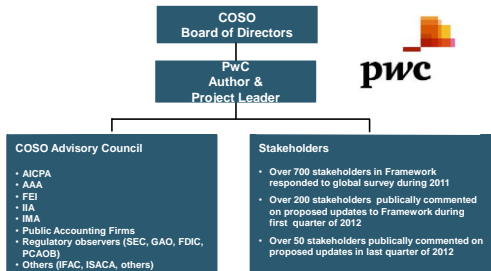 COSO
Board of Directors
pwc
PwC
Author &
Project Leader
COSO Advisory Council
• AICPA
• AAA
• FEI
• IIA
• IMA
• Public Accounting Firms
• Regulatory observers (SEC, GAO, FDIC,
PCAOB)
• Others (IFAC, ISACA, others)
Stakeholders
• Over 700 stakeholders in Framework
responded to global survey during 2011
• Over 200 stakeholders publically commented
on proposed updates to Framework during
first quarter of 2012
• Over 50 stakeholders publically commented on
proposed updates in last quarter of 2012